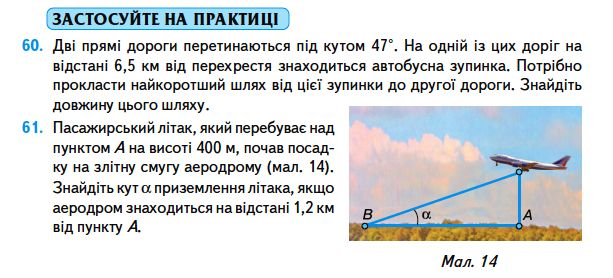 ЗАСТОСУЙТЕ НА ПРАКТИЦІ
60. Дві прямі дороги перетинаються під кутом 47°. На одній із цих доріг на
відстані 6,5 км від перехрестя знаходиться автобусна зупинка. Потрібно
прокласти найкоротший шлях від цієї зупинки до другої дороги. Знайдіть
довжину цього шляху.
61. Пасажирський літак, який перебуває над
пунктом А на висоті 400 м, почав посад-
ку на злітну смугу аеродрому (мал. 14).
Знайдіть кут α приземлення літака, якщо
аеродром знаходиться на відстані 1,2 км
від пункту А.
B α A
Мал. 14